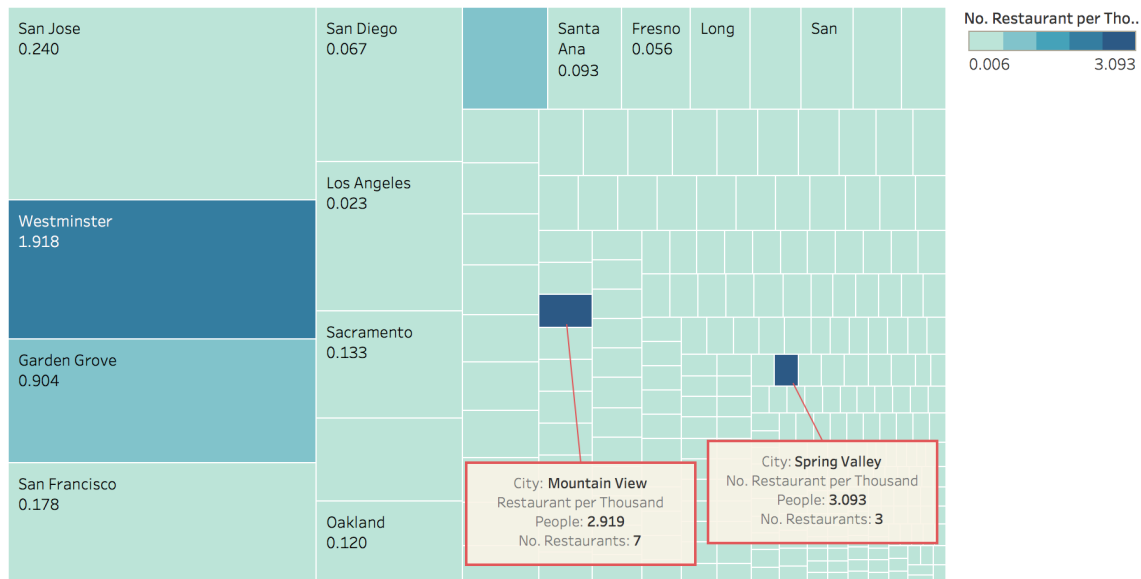 San Jose
0.240
Westminster
1.918
Garden Grove
0.904
San Francisco
0.178
San Diego
0.067
Los Angeles
0.023
Sacramento
0.133
Oakland
0.120
Santa
Ana
0.093
Fresno
0.056
Long
San
No. Restaurant per Tho..
0.006 3.093
City: Mountain View
Restaurant per Thousand
People: 2.919
No. Restaurants: 7
City: Spring Valley
No. Restaurant per Thousand
People: 3.093
No. Restaurants: 3